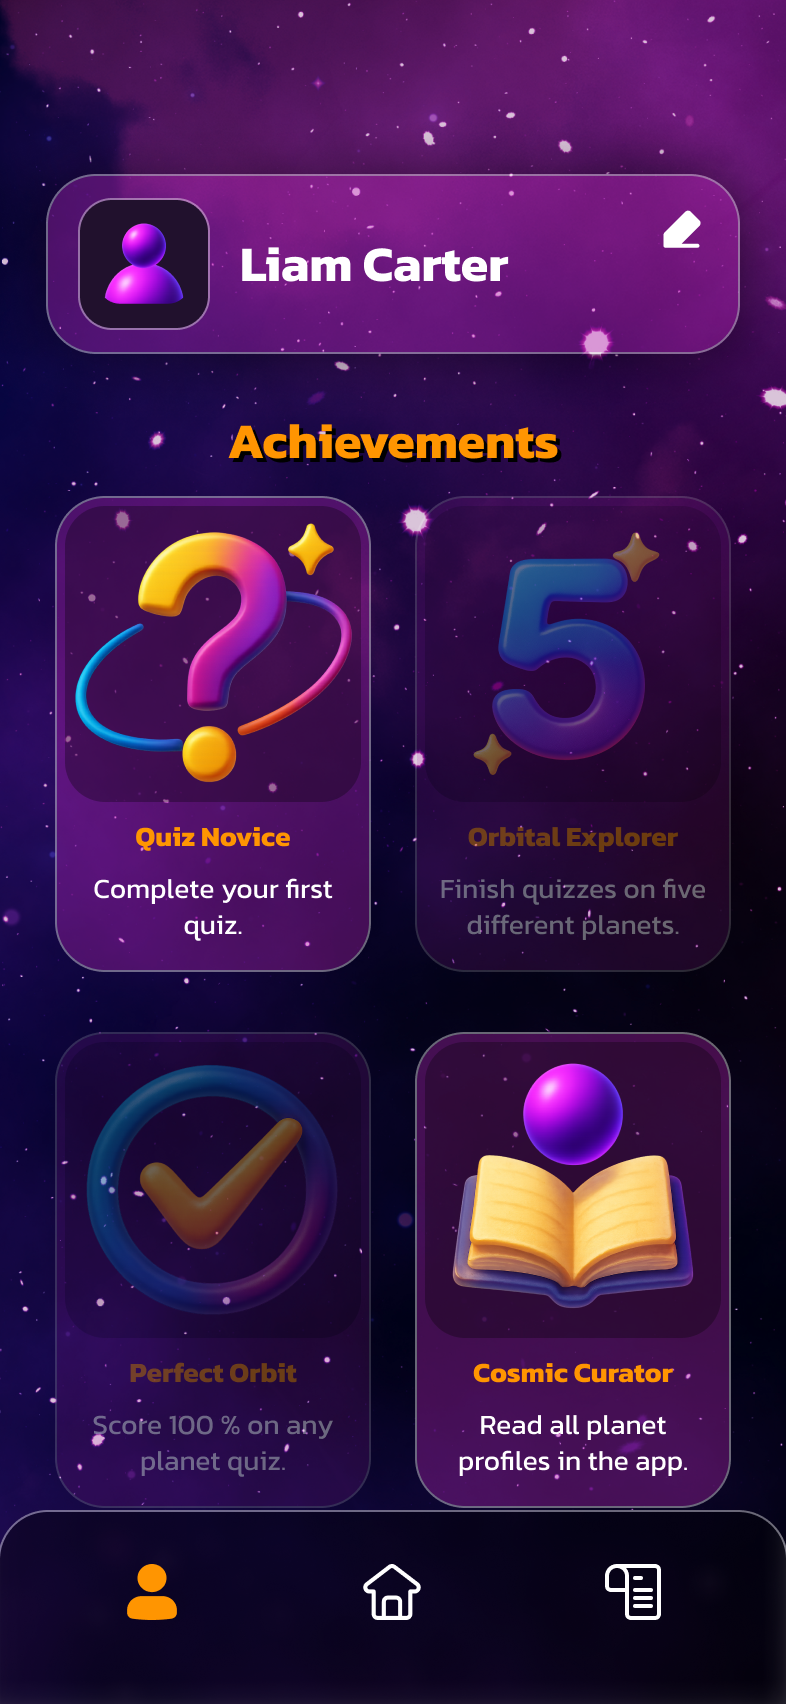 Liam Carter
Achievements
5
Quiz Novice
Complete your first
quiz.
Orbital Explorer
Finish quizzes on five
different planets.
Perfect Orbit
Score 100 % on any
planet quiz.
Cosmic Curator
Read all planet
profiles in the app.